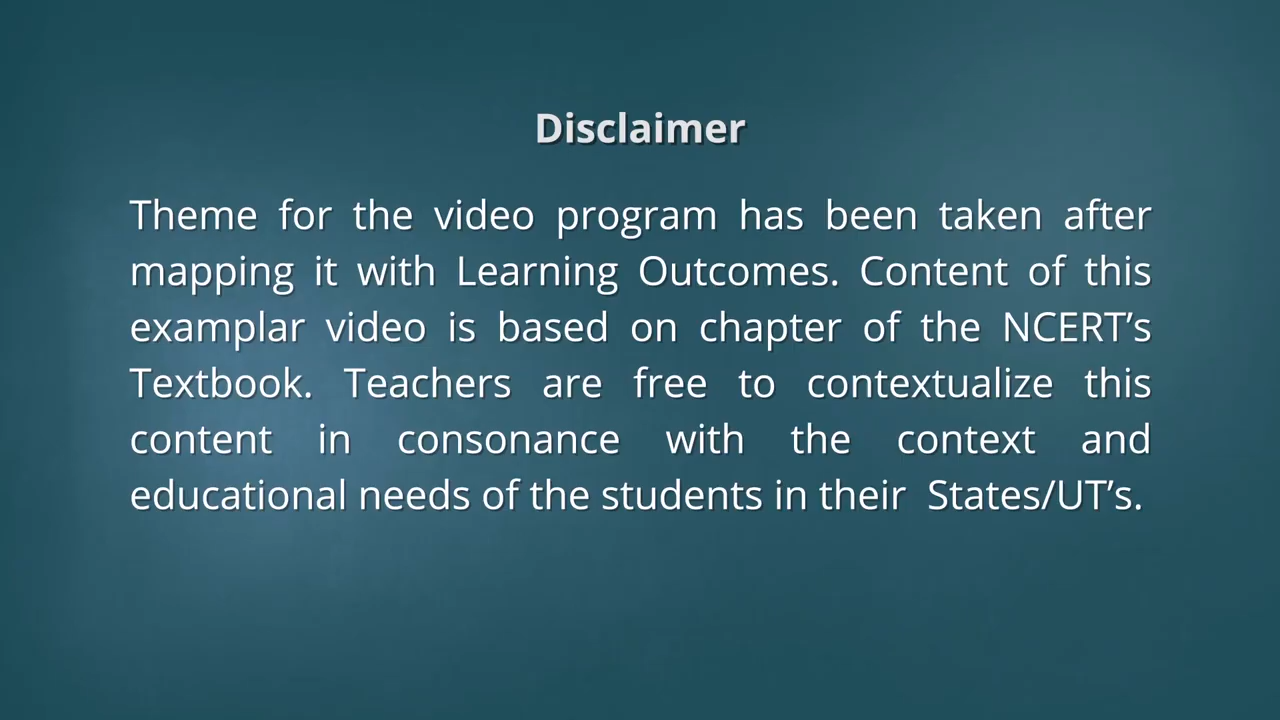 Disclaimer
Theme for the video program has been taken after
mapping it with Learning Outcomes. Content of this
examplar video is based on chapter of the NCERT’s
Textbook. Teachers are free to contextualize this
content in consonance with the context and
educational needs of the students in their  States/UT’s.